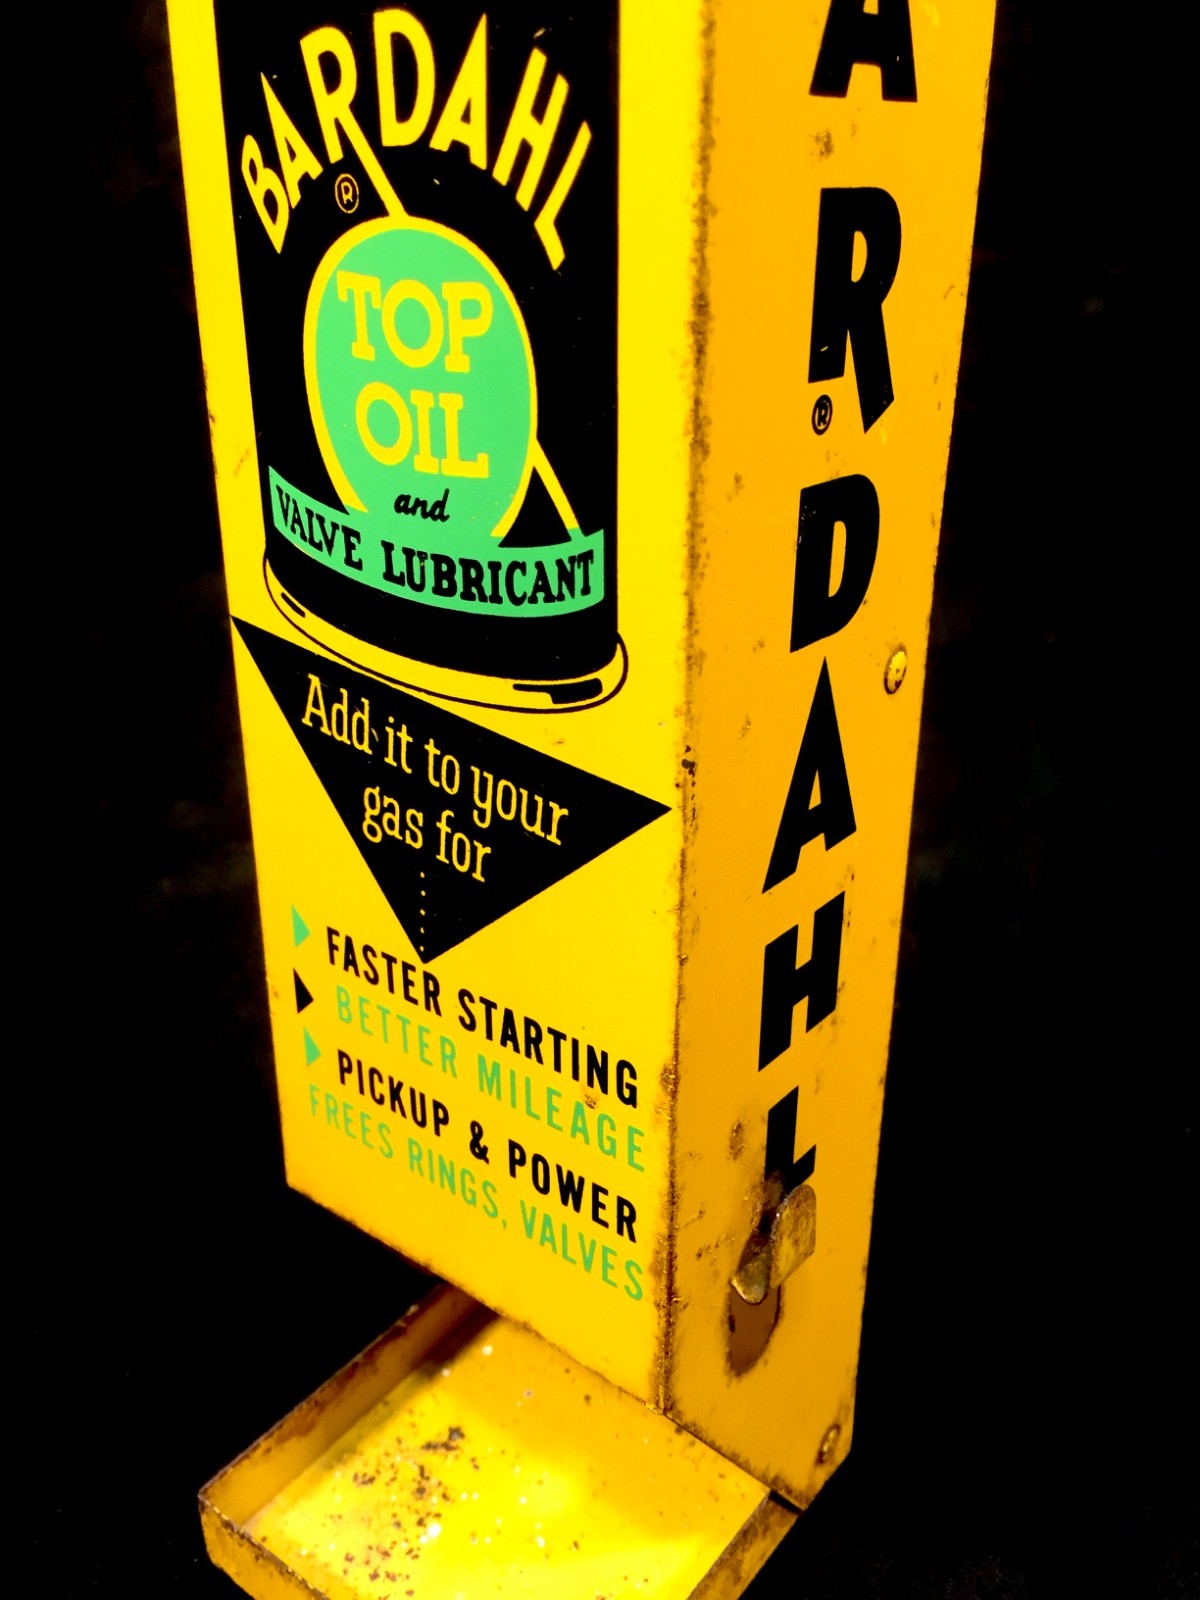 BARDAHL
®
TOP
OIL
and
VALVE LUBRICANT
Add it to your
gas for
FASTER STARTING
BETTER MILEAGE
PICKUP & POWER
FREES RINGS, VALVES
ARDAHL
®